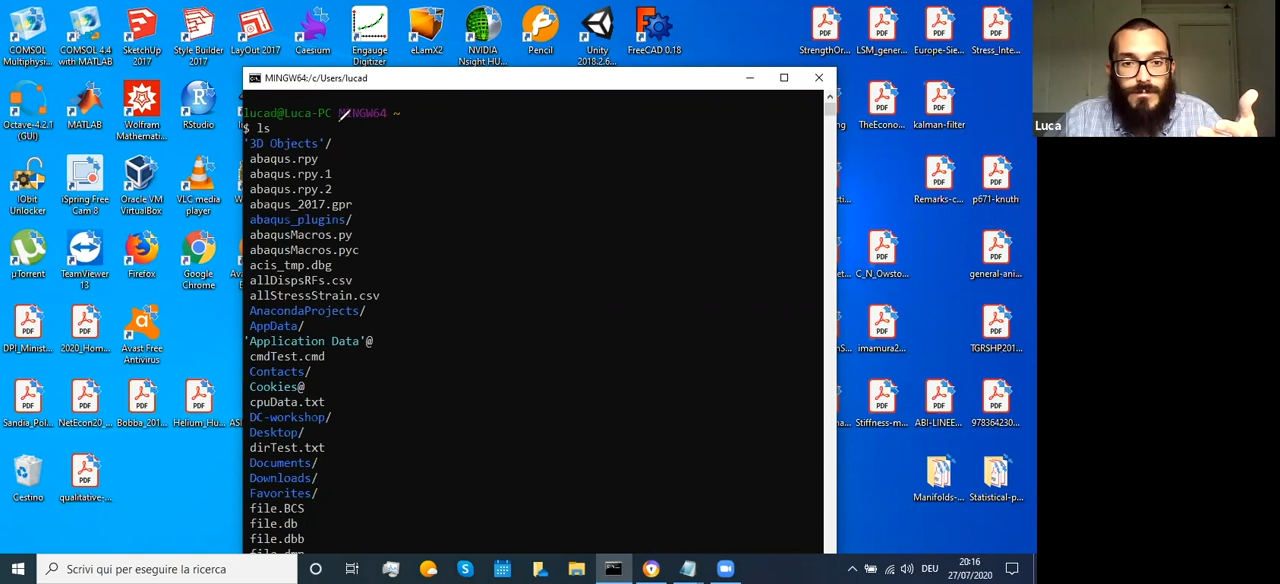 COMSOL Multiphysi...
COMSOL 4.4 with MATLAB
SketchUp 2017
Style Builder 2017
LayOut 2017
Caesium
Engauge Digitizer
eLamX2
NVIDIA Nsight HU...
Pencil
Unity 2018.2.6...
FreeCAD 0.18
StrengthOr...
LSM_gener...
Europe-Sie...
Stress_Inte...
Octave-4.2.1 (GUI)
MATLAB
Wolfram Mathemati...
RStudio
TheEcono...
kalman-filter
IObit Unlocker
iSpring Free Cam 8
Oracle VM VirtualBox
VLC media player
Remarks-c...
p671-knuth
µTorrent
TeamViewer 13
Firefox
Google Chrome
C_N_Owsto...
general-ani...
DPI_Minist...
2020_Hom...
Avast Free Antivirus
imamura2...
TGRSHP201...
Sandia_Pol...
NetEcon20...
Bobba_201...
Helium_Hu...
Stiffness-m...
ABI-LINEE...
978364230...
Cestino
qualitative-...
Manifolds-...
Statistical-p...
MINGW64:/c/Users/lucad
lucad@Luca-PC MINGW64 ~
$ ls
'3D Objects'/
abaqus.rpy
abaqus.rpy.1
abaqus.rpy.2
abaqus_2017.gpr
abaqus_plugins/
abaqusMacros.py
abaqusMacros.pyc
acis_tmp.dbg
allDispsRFs.csv
allStressStrain.csv
AnacondaProjects/
AppData/
'Application Data'@
cmdTest.cmd
Contacts/
Cookies@
cpuData.txt
DC-workshop/
Desktop/
dirTest.txt
Documents/
Downloads/
Favorites/
file.BCS
file.db
file.dbb
Luca
Scrivi qui per eseguire la ricerca
DEU
20:16
27/07/2020